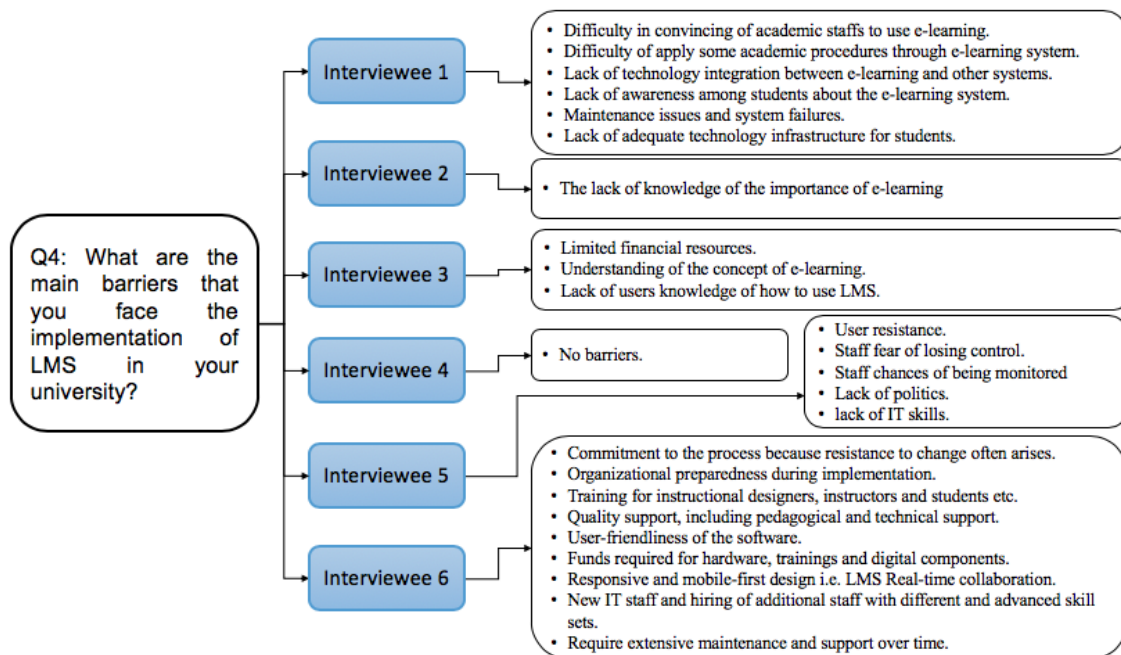 Q4: What are the
main barriers that
you face the
implementation of
LMS in your
university?
Interviewee 1
• Difficulty in convincing of academic staffs to use e-learning.
• Difficulty of apply some academic procedures through e-learning system.
• Lack of technology integration between e-learning and other systems.
• Lack of awareness among students about the e-learning system.
• Maintenance issues and system failures.
• Lack of adequate technology infrastructure for students.
Interviewee 2
• The lack of knowledge of the importance of e-learning
Interviewee 3
• Limited financial resources.
• Understanding of the concept of e-learning.
• Lack of users knowledge of how to use LMS.
Interviewee 4
• No barriers.
Interviewee 5
• User resistance.
• Staff fear of losing control.
• Staff chances of being monitored
• Lack of politics.
• lack of IT skills.
Interviewee 6
• Commitment to the process because resistance to change often arises.
• Organizational preparedness during implementation.
• Training for instructional designers, instructors and students etc.
• Quality support, including pedagogical and technical support.
• User-friendliness of the software.
• Funds required for hardware, trainings and digital components.
• Responsive and mobile-first design i.e. LMS Real-time collaboration.
• New IT staff and hiring of additional staff with different and advanced skill
sets.
• Require extensive maintenance and support over time.